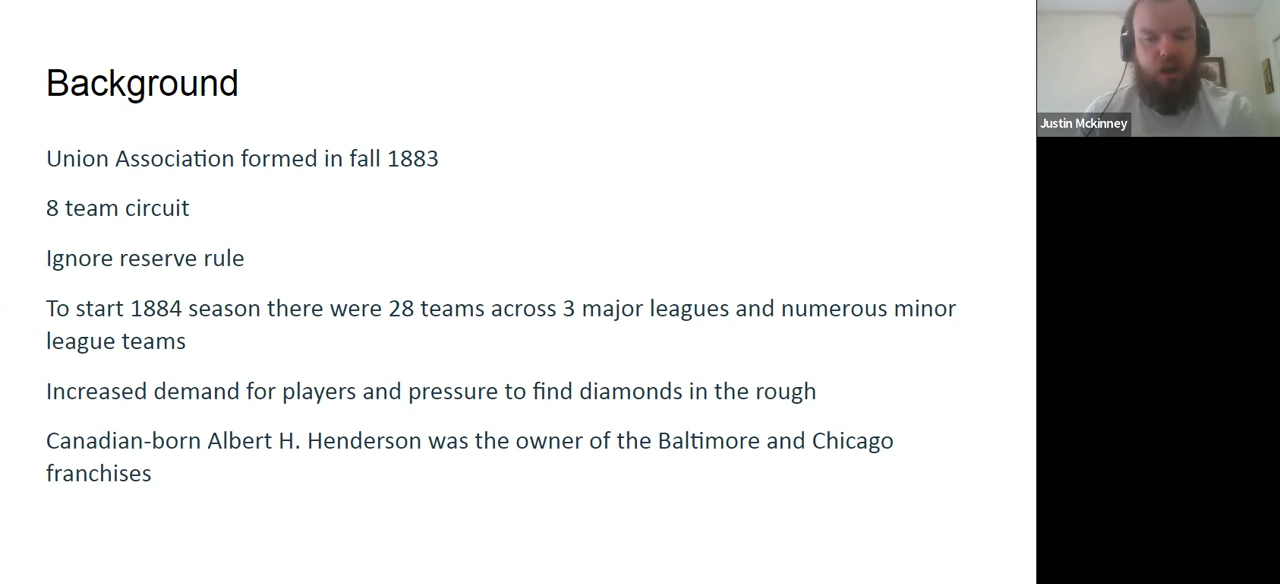 Background
Union Association formed in fall 1883
8 team circuit
Ignore reserve rule
To start 1884 season there were 28 teams across 3 major leagues and numerous minor
league teams
Increased demand for players and pressure to find diamonds in the rough
Canadian-born Albert H. Henderson was the owner of the Baltimore and Chicago
franchises
Justin Mckinney